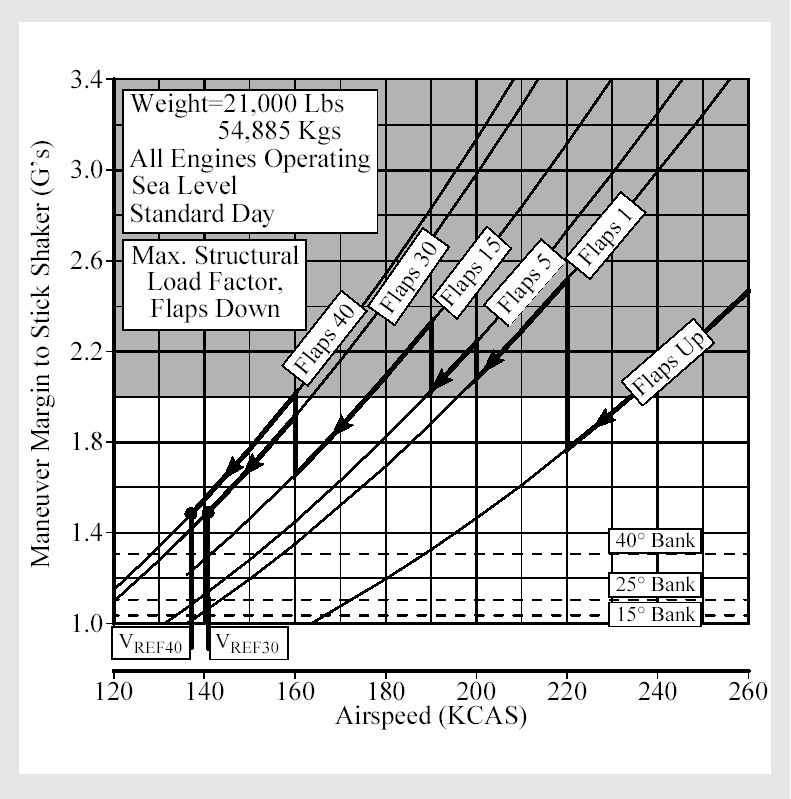 Weight=21,000 Lbs
54,885 Kgs
All Engines Operating
Sea Level
Standard Day
Max. Structural
Load Factor,
Flaps Down
Maneuver Margin to Stick Shaker (G's)
3.4
3.0
2.6
2.2
1.8
1.4
1.0
Flaps 40
Flaps 30
Flaps 15
Flaps 5
Flaps 1
Flaps Up
40° Bank
25° Bank
15° Bank
VREF40
VREF30
120 140 160 180 200 220 240 260
Airspeed (KCAS)